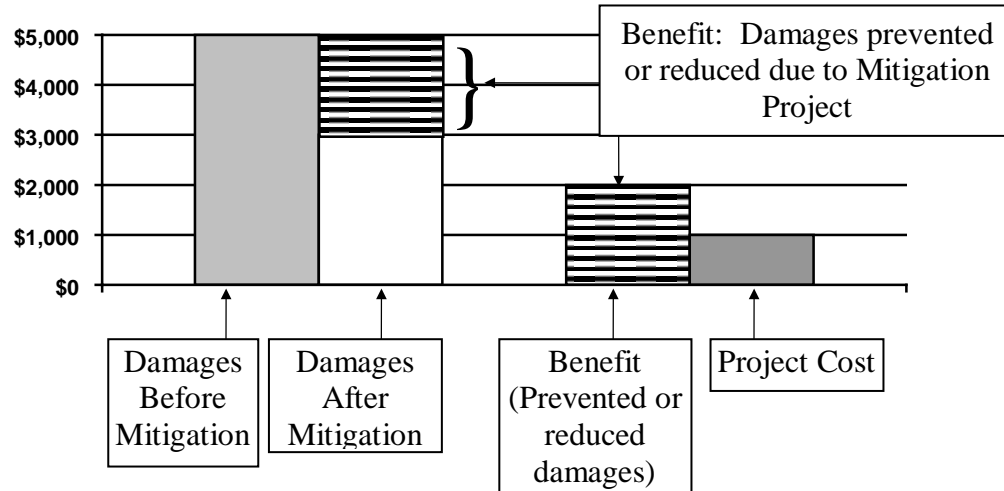 Benefit: Damages prevented
or reduced due to Mitigation
Project
$5,000
$4,000
$3,000
$2,000
$1,000
$0
Damages
Before
Mitigation
Damages
After
Mitigation
Benefit
(Prevented or
reduced
damages)
Project Cost